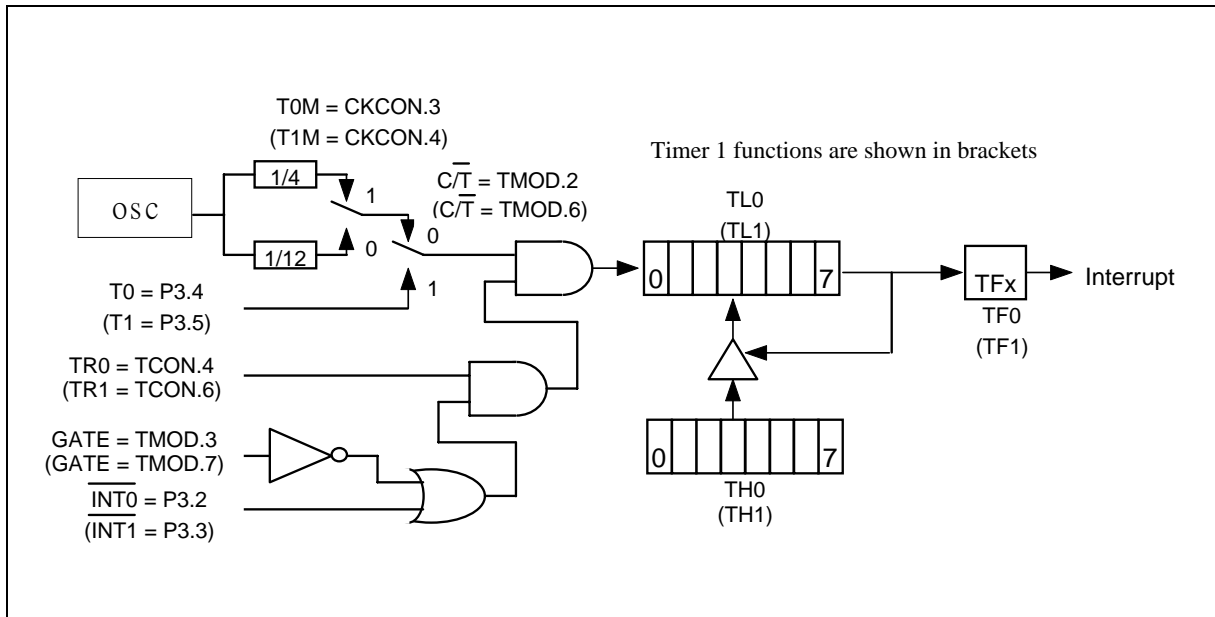 T0M = CKCON.3
(T1M = CKCON.4)
Timer 1 functions are shown in brackets
1/4
1
C/T̅ = TMOD.2
(C/T̅ = TMOD.6)
OSC
0
1/12
0
TL0
(TL1)
0
7
TFx
Interrupt
TF0
(TF1)
T0 = P3.4
(T1 = P3.5)
1
TR0 = TCON.4
(TR1 = TCON.6)
GATE = TMOD.3
(GATE = TMOD.7)
0
7
TH0
(TH1)
I̅N̅T̅0̅ = P3.2
(I̅N̅T̅1̅ = P3.3)